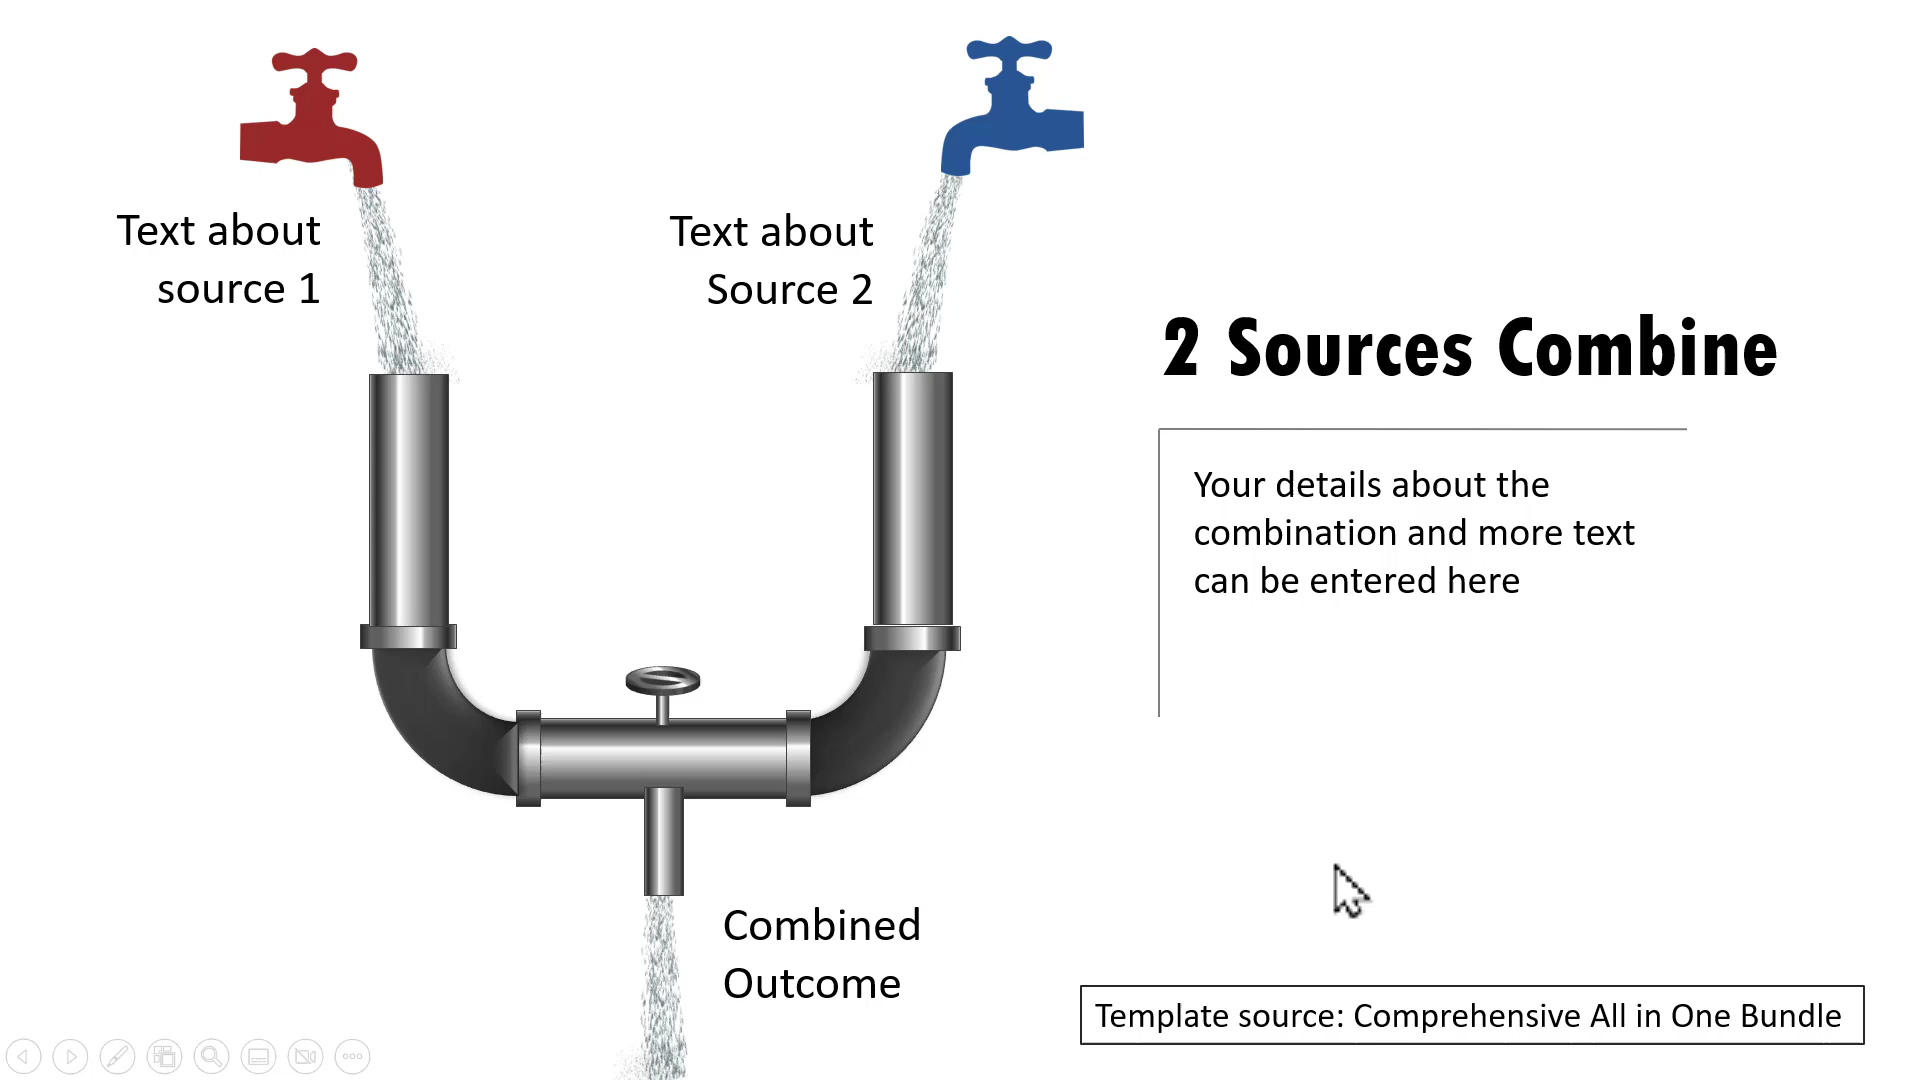 Text about
source 1
Text about
Source 2
2 Sources Combine
Your details about the
combination and more text
can be entered here
Combined
Outcome
Template source: Comprehensive All in One Bundle